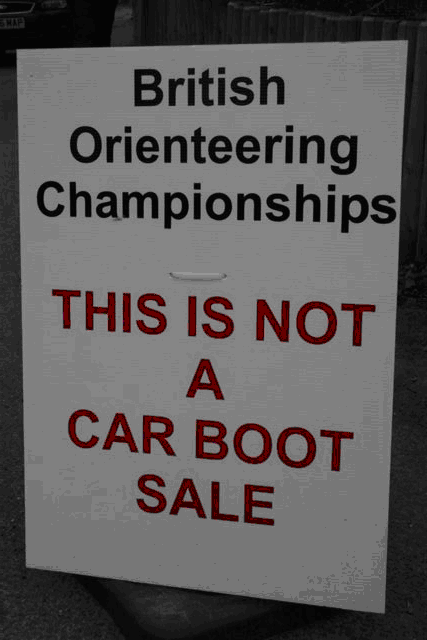 British
Orienteering
Championships
THIS IS NOT
A
CAR BOOT
SALE